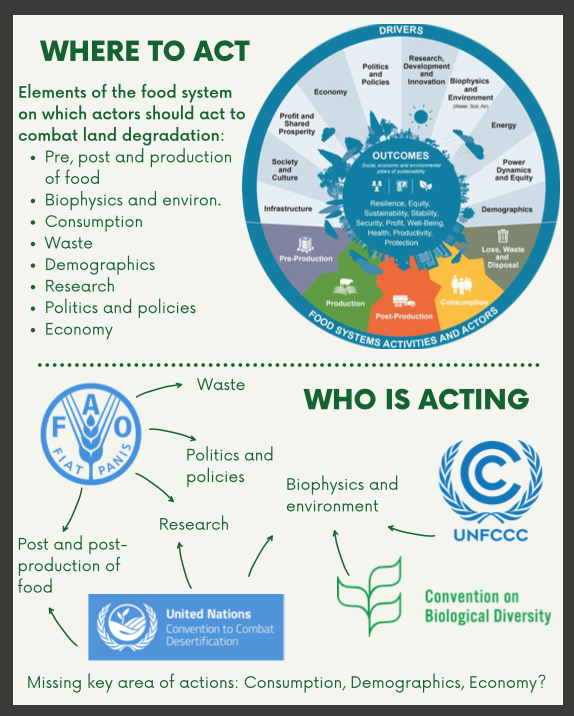 WHERE TO ACT
Elements of the food system
on which actors should act to
combat land degradation:
Pre, post and production
of food
Biophysics and environ.
Consumption
Waste
Demographics
Research
Politics and policies
Economy
DRIVERS
Infrastructure
Society
and
Culture
Profit and
Shared
Prosperity
Economy
Politics
and
Policies
Research,
Development
and
Innovation
Biophysics
and
Environment
(Water, Soil, Air)
Energy
Power
Dynamics
and Equity
Demographics
OUTCOMES
Social, economic and environmental
pillars of sustainability
Resilience, Equity,
Sustainability, Stability,
Security, Profit, Well-Being,
Health, Productivity,
Protection
Pre-Production
Production
Post-Production
Consumption
Loss, Waste
and
Disposal
FOOD SYSTEMS ACTIVITIES AND ACTORS
WHO IS ACTING
FAO
FIAT PANIS
Waste
Politics and
policies
Research
Post and post-
production of
food
Biophysics and
environment
UNFCCC
United Nations
Convention to Combat
Desertification
Convention on
Biological Diversity
Missing key area of actions: Consumption, Demographics, Economy?